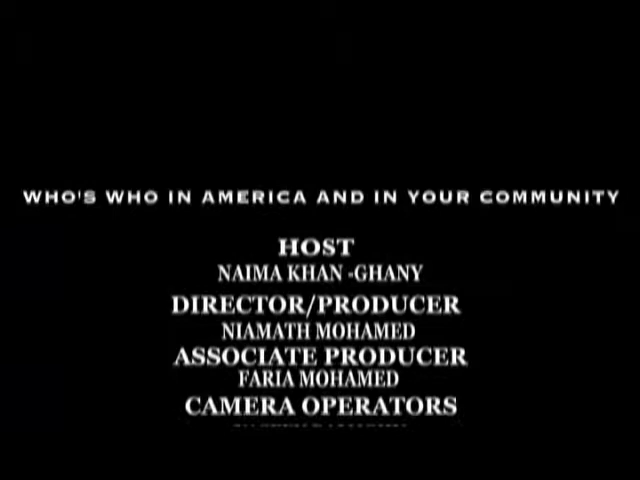 WHO'S WHO IN AMERICA AND IN YOUR COMMUNITY
HOST
NAIMA KHAN -GHANY
DIRECTOR/PRODUCER
NIAMATH MOHAMED
ASSOCIATE PRODUCER
FARIA MOHAMED
CAMERA OPERATORS